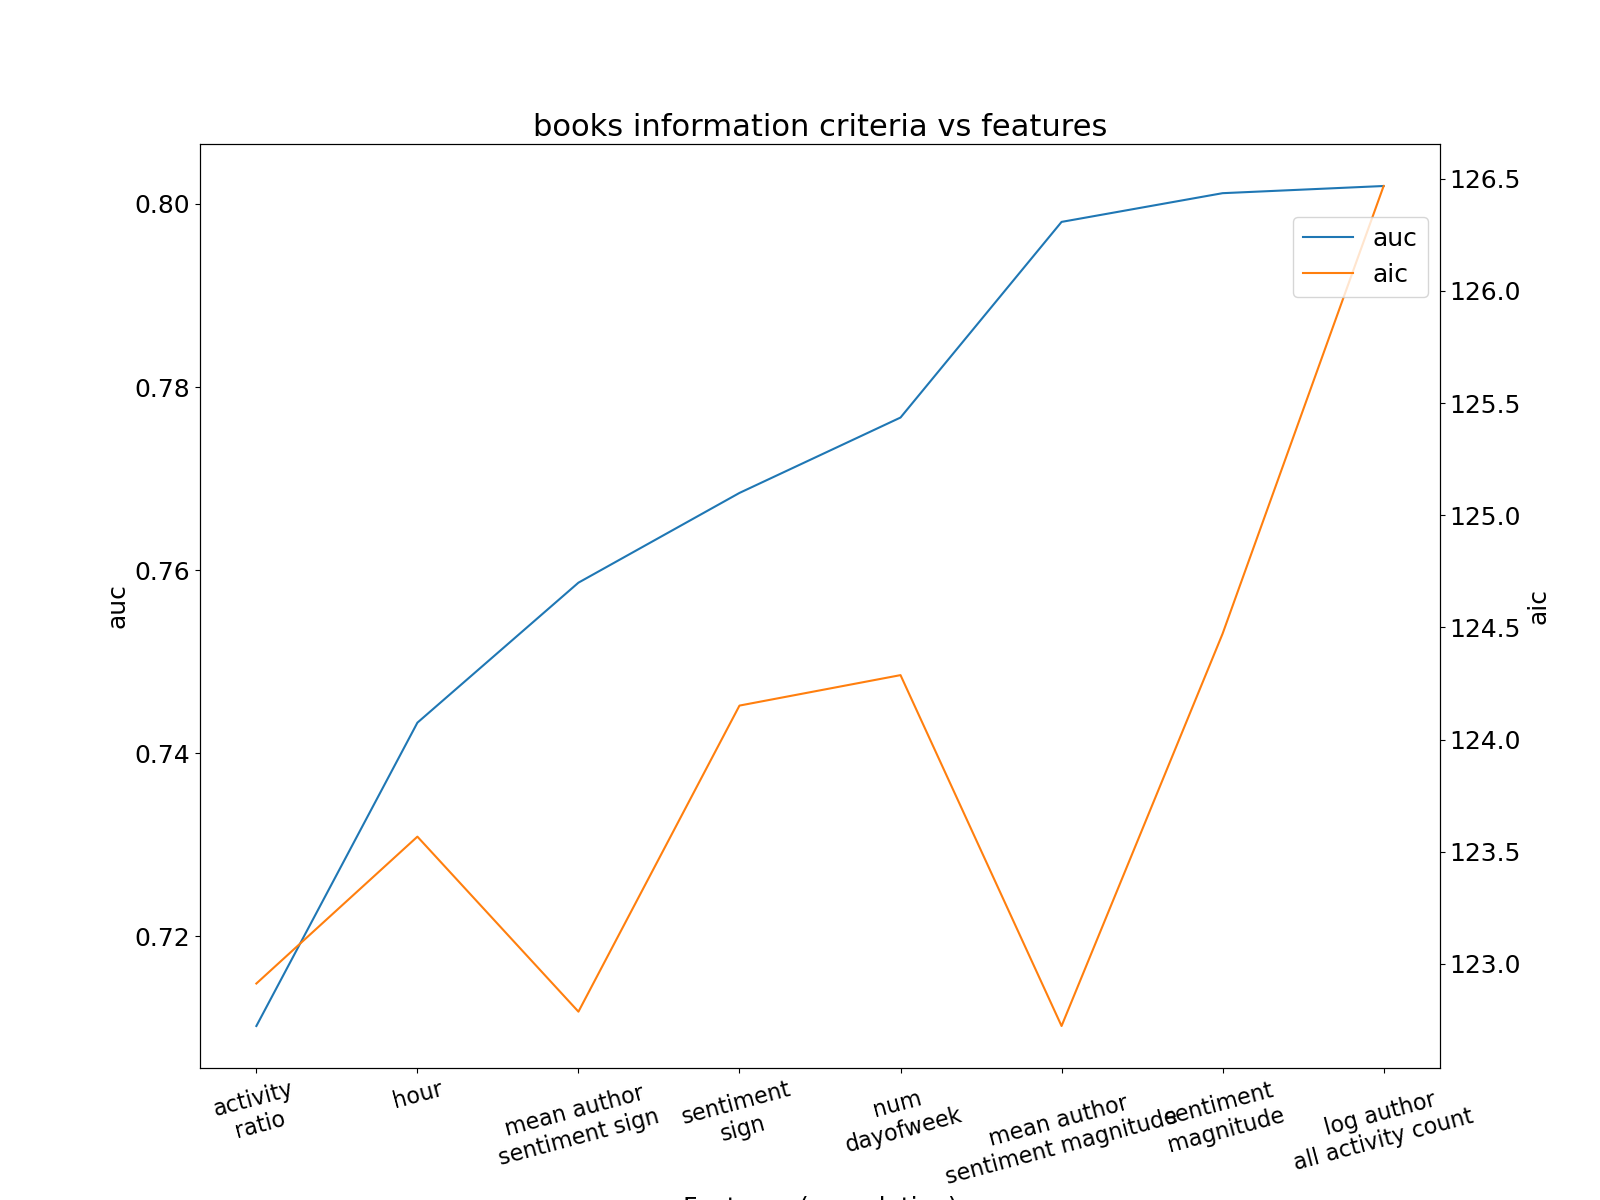 books information criteria vs features
0.80
0.78
0.76
0.74
0.72
auc
126.5
126.0
125.5
125.0
124.5
124.0
123.5
123.0
aic
auc
aic
activity
ratio
hour
mean author
sentiment sign
sentiment
sign
num
dayofweek
mean author
sentiment magnitude
sentiment
magnitude
log author
all activity count